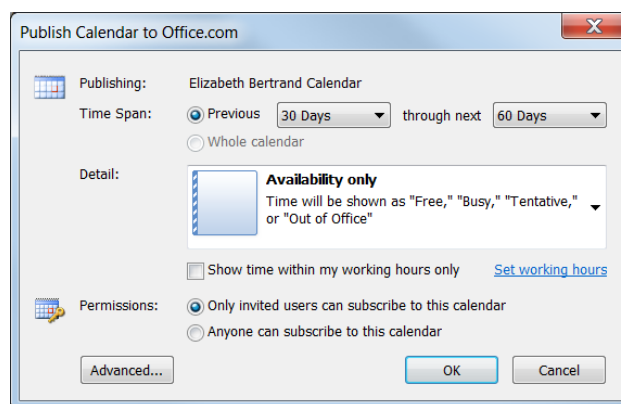 Publish Calendar to Office.com
Publishing: Elizabeth Bertrand Calendar
Time Span: Previous 30 Days through next 60 Days
Whole calendar
Detail: Availability only
Time will be shown as "Free," "Busy," "Tentative,"
or "Out of Office"
Show time within my working hours only Set working hours
Permissions: Only invited users can subscribe to this calendar
Anyone can subscribe to this calendar
Advanced... OK Cancel